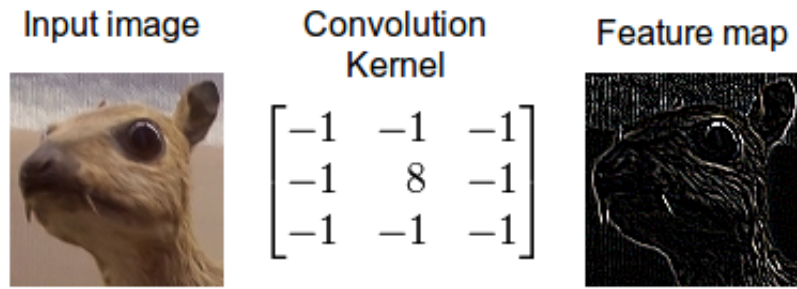 Input image
Convolution
Kernel
Feature map
−1 −1 −1
−1 8 −1
−1 −1 −1